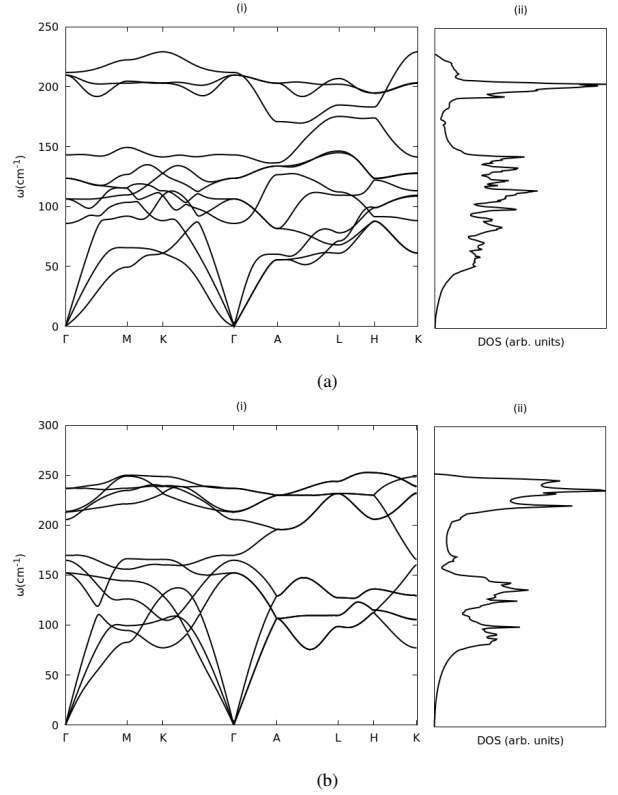 (i)
(ii)
250
200
150
100
50
0
ω(cm⁻¹)
Γ M K Γ A L H K
DOS (arb. units)
(a)
(i)
(ii)
300
250
200
150
100
50
0
ω(cm⁻¹)
Γ M K Γ A L H K
DOS (arb. units)
(b)